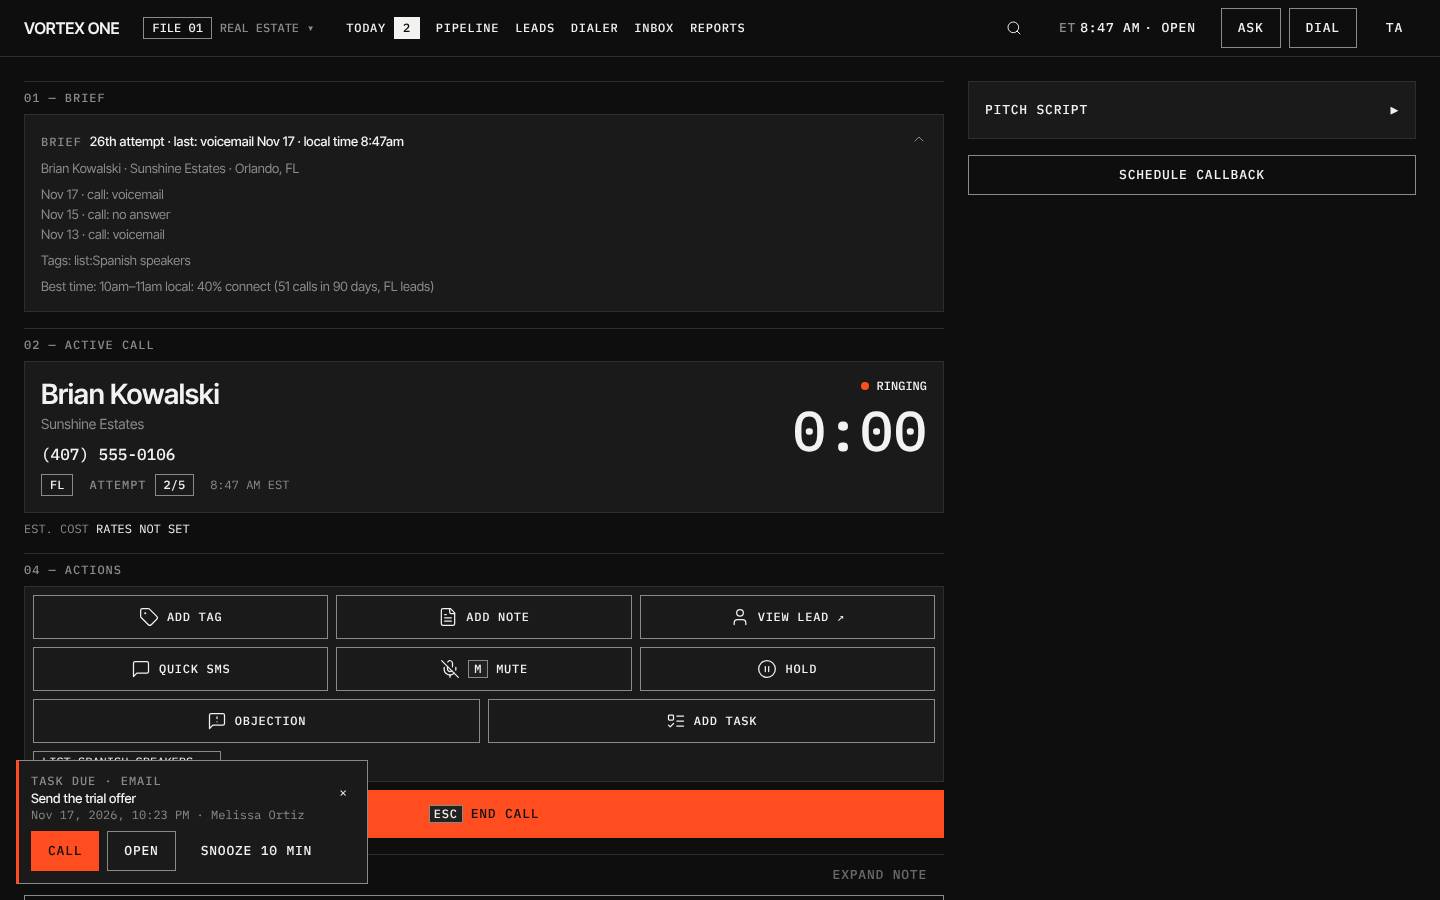 VORTEX ONE FILE 01 REAL ESTATE ▾ TODAY 2 PIPELINE LEADS DIALER INBOX REPORTS ET 8:47 AM · OPEN ASK DIAL TA
01 — BRIEF
BRIEF 26th attempt · last: voicemail Nov 17 · local time 8:47am
Brian Kowalski · Sunshine Estates · Orlando, FL
Nov 17 · call: voicemail
Nov 15 · call: no answer
Nov 13 · call: voicemail
Tags: list:Spanish speakers
Best time: 10am–11am local: 40% connect (51 calls in 90 days, FL leads)
PITCH SCRIPT ▶
SCHEDULE CALLBACK
02 — ACTIVE CALL
Brian Kowalski
Sunshine Estates
(407) 555-0106
FL ATTEMPT 2/5 8:47 AM EST
RINGING
0:00
EST. COST RATES NOT SET
04 — ACTIONS
ADD TAG ADD NOTE VIEW LEAD ↗
QUICK SMS M MUTE HOLD
OBJECTION ADD TASK
LIST:SPANISH SPEAKERS
ESC END CALL
TASK DUE · EMAIL ×
Send the trial offer
Nov 17, 2026, 10:23 PM · Melissa Ortiz
CALL OPEN SNOOZE 10 MIN
EXPAND NOTE